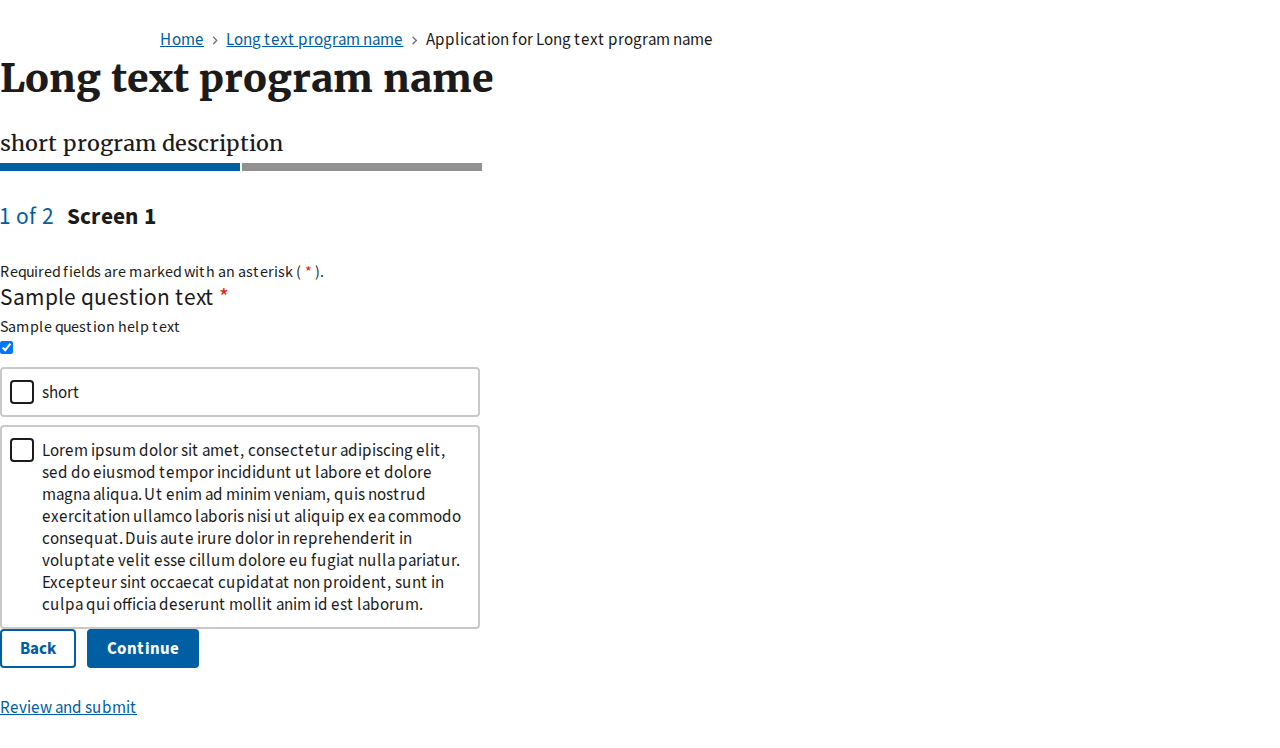 Home > Long text program name > Application for Long text program name
Long text program name
short program description
1 of 2 Screen 1
Required fields are marked with an asterisk ( * ).
Sample question text *
Sample question help text
short
Lorem ipsum dolor sit amet, consectetur adipiscing elit,
sed do eiusmod tempor incididunt ut labore et dolore
magna aliqua. Ut enim ad minim veniam, quis nostrud
exercitation ullamco laboris nisi ut aliquip ex ea commodo
consequat. Duis aute irure dolor in reprehenderit in
voluptate velit esse cillum dolore eu fugiat nulla pariatur.
Excepteur sint occaecat cupidatat non proident, sunt in
culpa qui officia deserunt mollit anim id est laborum.
Back Continue
Review and submit